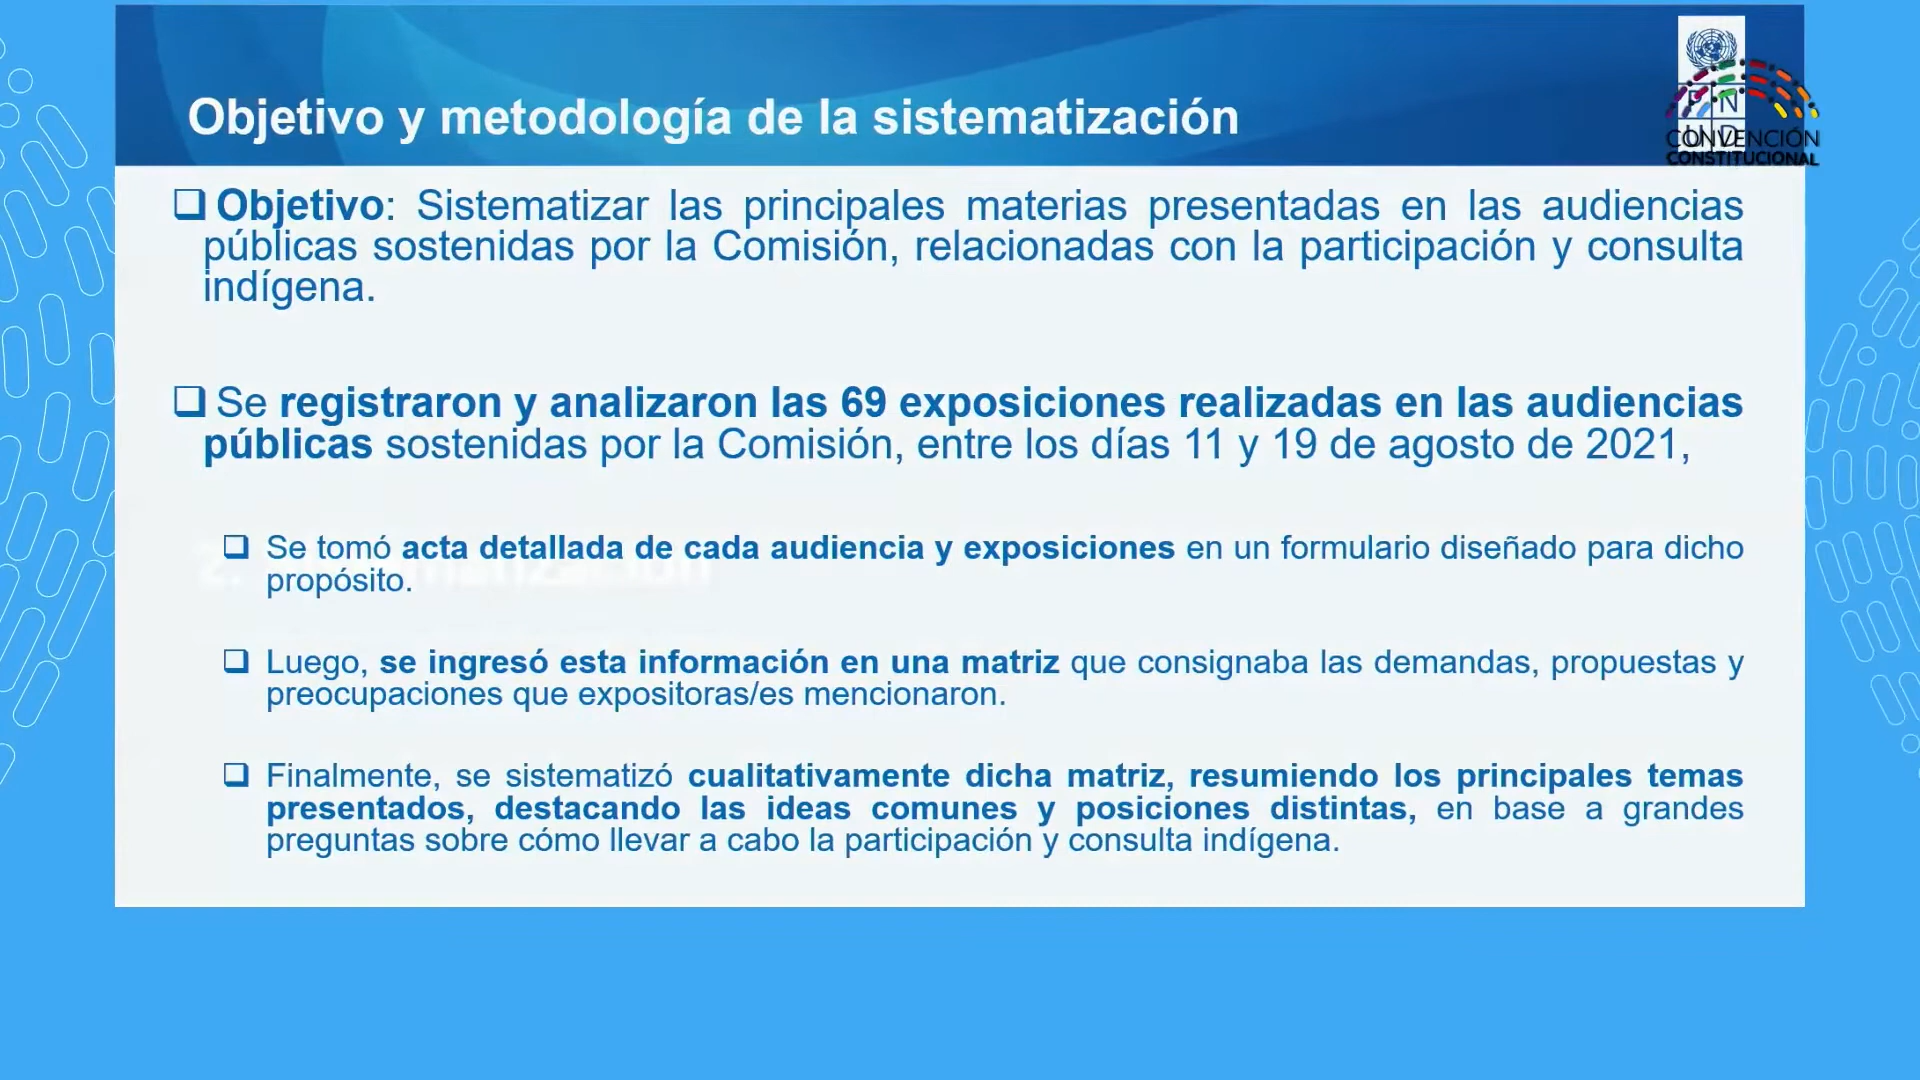 Objetivo y metodología de la sistematización
P N
U D
CONVENCIÓN
CONSTITUCIONAL
❑ Objetivo: Sistematizar las principales materias presentadas en las audiencias
públicas sostenidas por la Comisión, relacionadas con la participación y consulta
indígena.
❑ Se registraron y analizaron las 69 exposiciones realizadas en las audiencias
públicas sostenidas por la Comisión, entre los días 11 y 19 de agosto de 2021,
❑ Se tomó acta detallada de cada audiencia y exposiciones en un formulario diseñado para dicho
propósito.
❑ Luego, se ingresó esta información en una matriz que consignaba las demandas, propuestas y
preocupaciones que expositoras/es mencionaron.
❑ Finalmente, se sistematizó cualitativamente dicha matriz, resumiendo los principales temas
presentados, destacando las ideas comunes y posiciones distintas, en base a grandes
preguntas sobre cómo llevar a cabo la participación y consulta indígena.